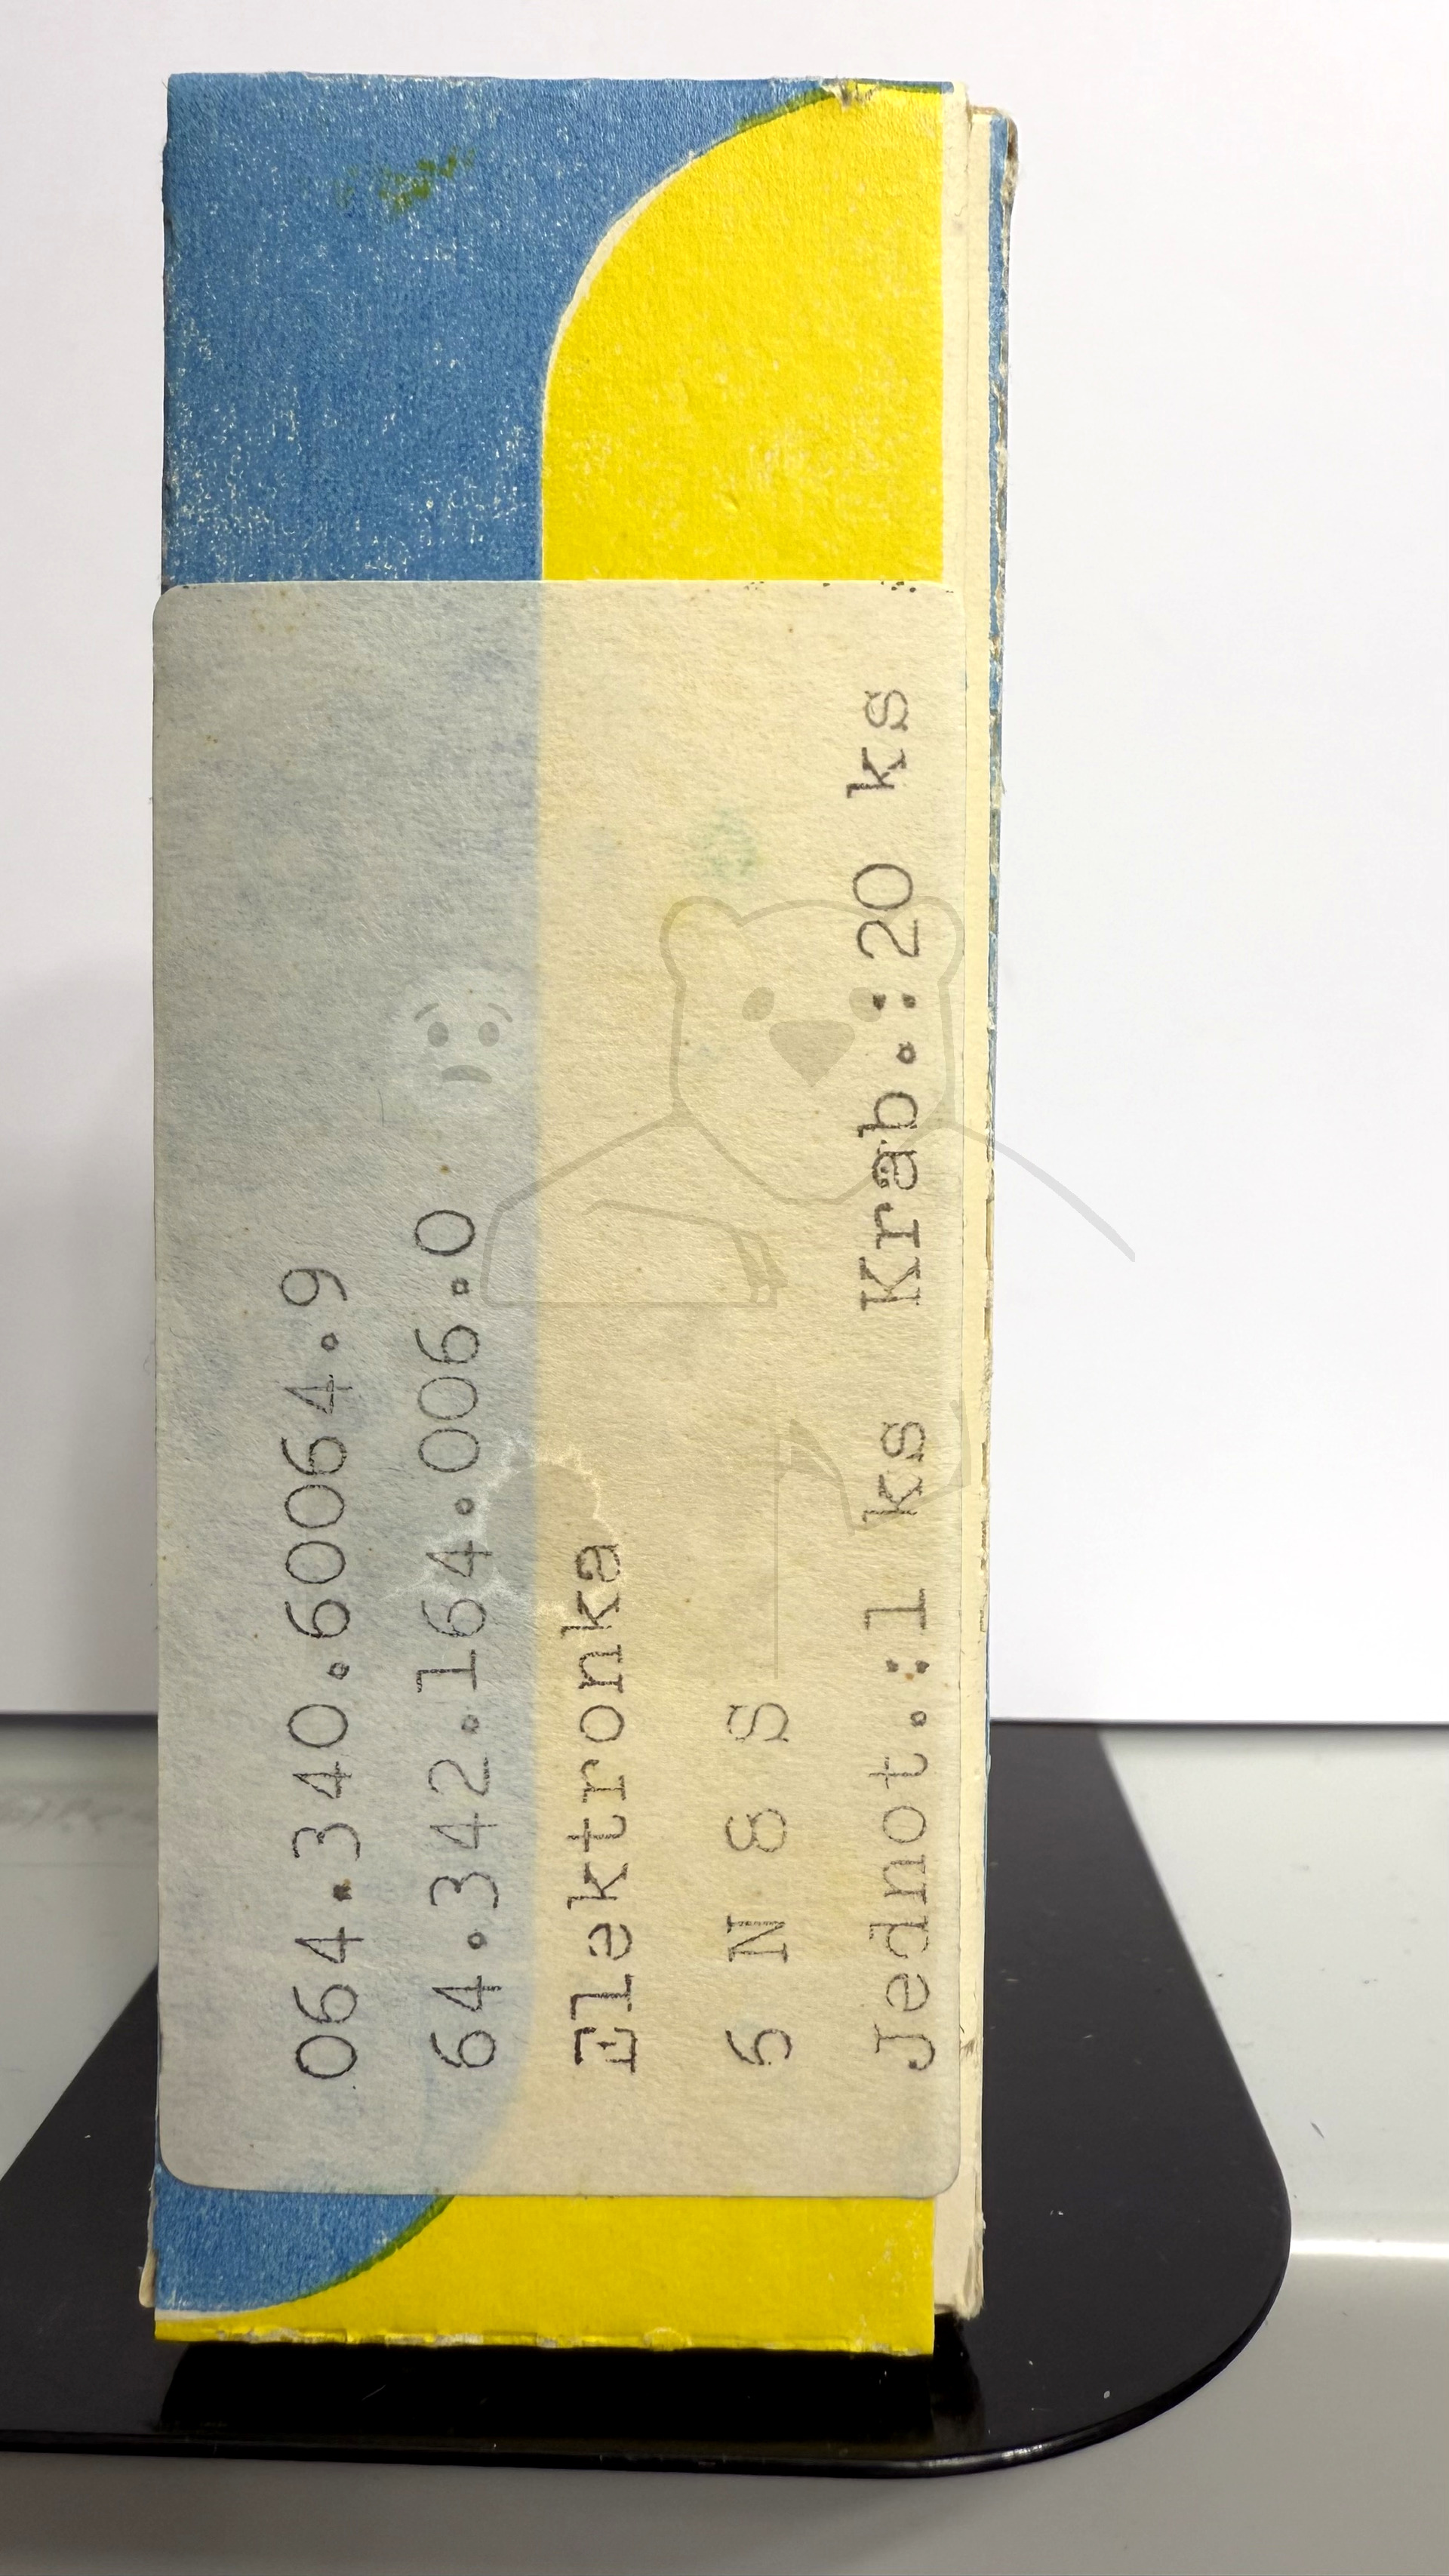 064.340.60064.9
64.342.164.006.0
Elektronka
6 N 8 S
Jednot.:1 ks Krab.:20 ks